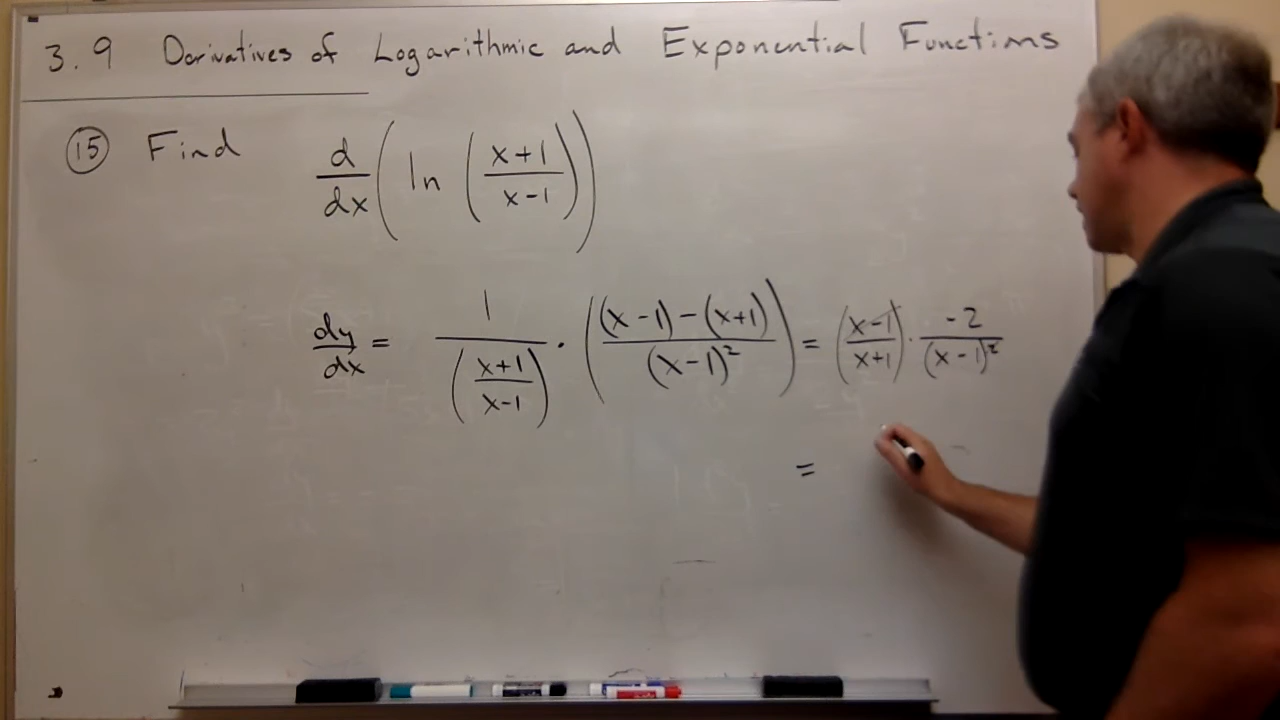 3.9 Derivatives of Logarithmic and Exponential Functions
(15) Find d/dx ( ln ( (x+1)/(x-1) ) )
dy/dx = 1/((x+1)/(x-1)) · ( ((x-1)-(x+1))/(x-1)² ) = ((x-1)/(x+1)) · -2/(x-1)²
=